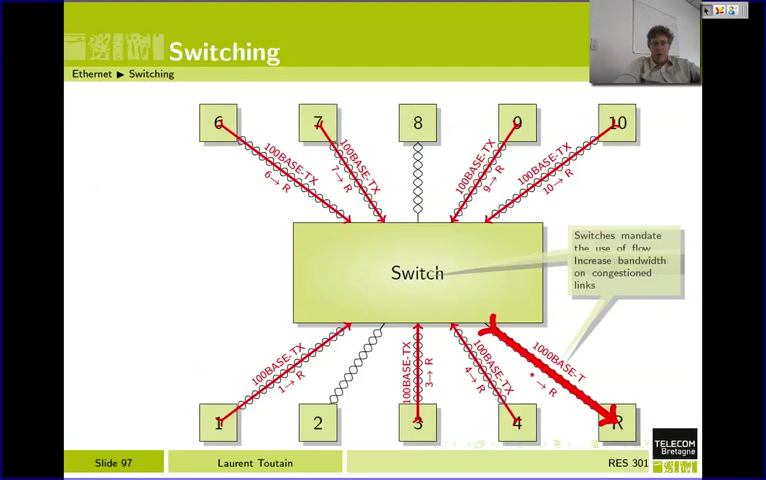 Switching
Ethernet ▶ Switching
6
7
8
9
10
100BASE-TX
6→ R
100BASE-TX
7→ R
100BASE-TX
9→ R
100BASE-TX
10→ R
Switches mandate
the use of flow
Increase bandwidth
on congestioned
links
Switch
100BASE-TX
1→ R
100BASE-TX
3→ R
100BASE-TX
4→ R
1000BASE-T
* → R
1
2
3
4
R
TELECOM
Bretagne
Slide 97
Laurent Toutain
RES 301